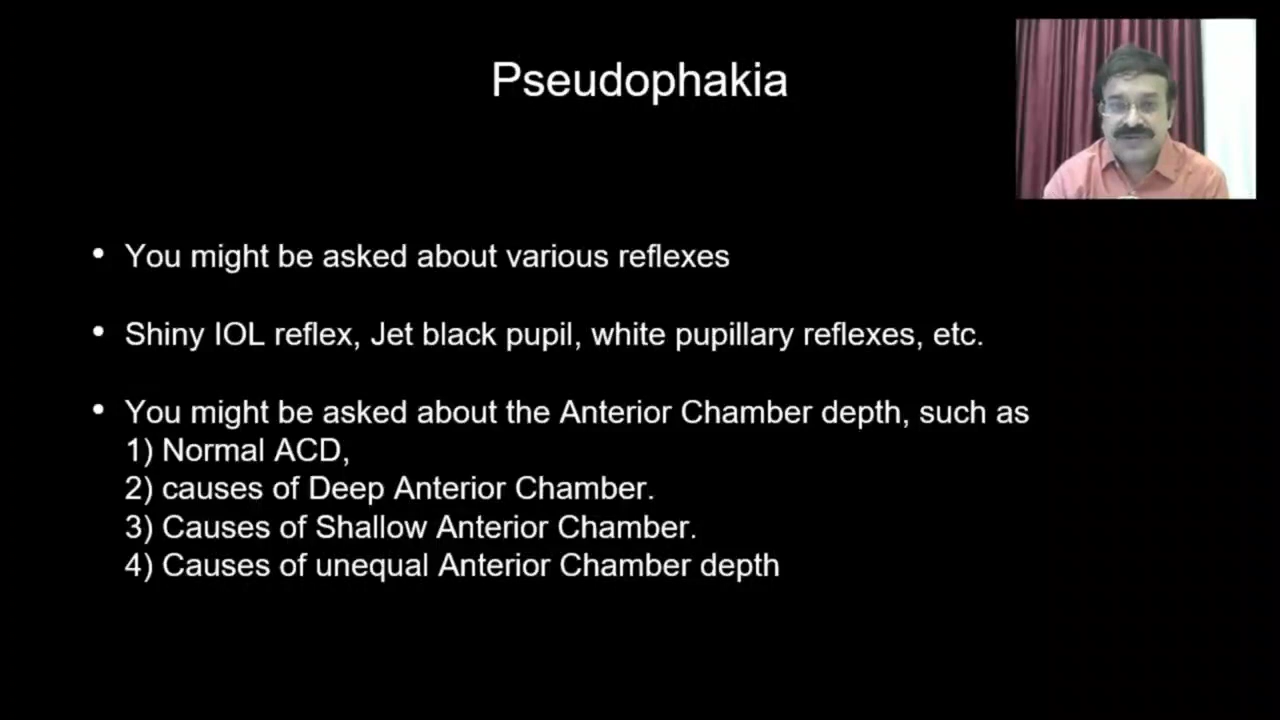 Pseudophakia
• You might be asked about various reflexes
• Shiny IOL reflex, Jet black pupil, white pupillary reflexes, etc.
• You might be asked about the Anterior Chamber depth, such as
1) Normal ACD,
2) causes of Deep Anterior Chamber.
3) Causes of Shallow Anterior Chamber.
4) Causes of unequal Anterior Chamber depth